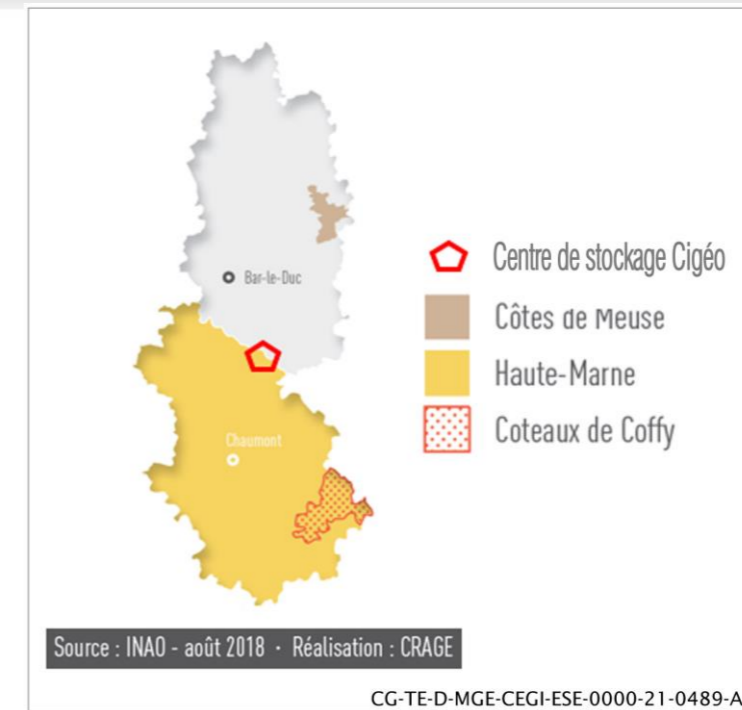 Bar-le-Duc
Chaumont
Centre de stockage Cigéo
Côtes de Meuse
Haute-Marne
Coteaux de Coffy
Source : INAO - août 2018 · Réalisation : CRAGE
CG-TE-D-MGE-CEGI-ESE-0000-21-0489-A